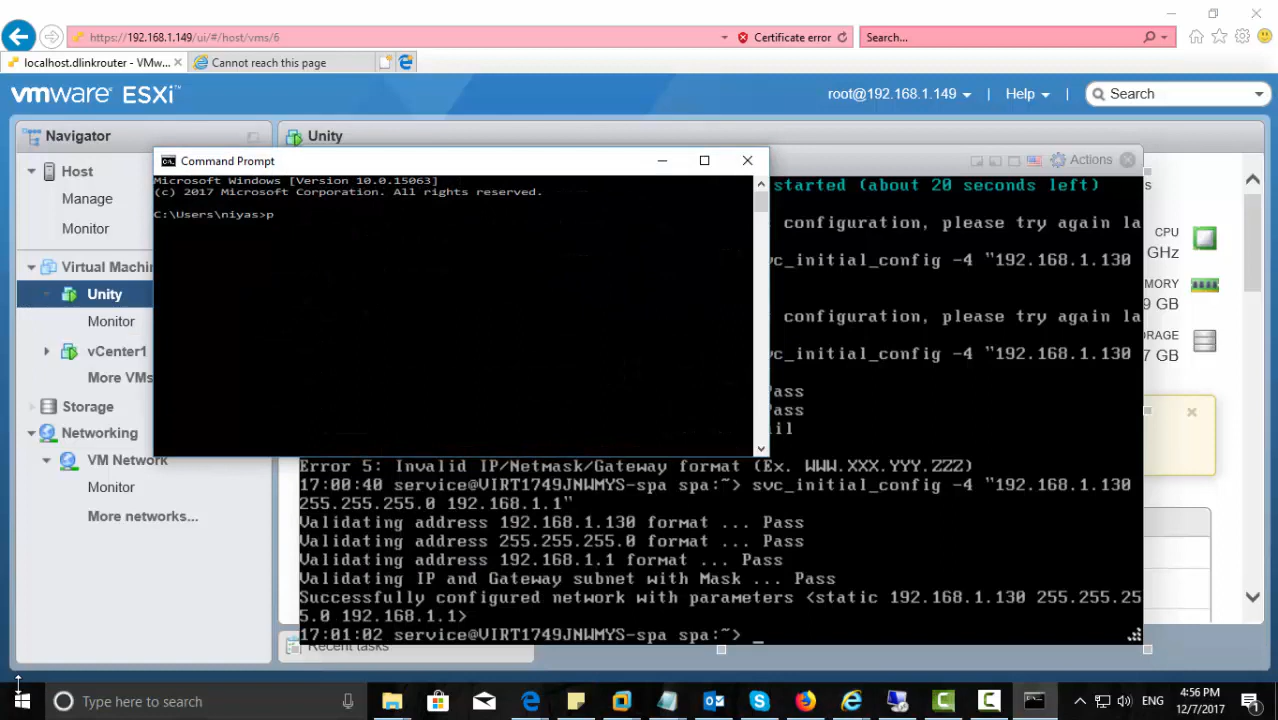 https://192.168.1.149/ui/#/host/vms/6
Certificate error
Search...
localhost.dlinkrouter - VMw...
Cannot reach this page
vmware ESXi™
root@192.168.1.149
Help
Search
Navigator
Unity
Host
Manage
Monitor
Virtual Machin
Unity
Monitor
vCenter1
More VMs
Storage
Networking
VM Network
Monitor
More networks...
Command Prompt
Microsoft Windows [Version 10.0.15063]
(c) 2017 Microsoft Corporation. All rights reserved.
C:\Users\niyas>p
Actions
started (about 20 seconds left)
configuration, please try again la
vc_initial_config -4 "192.168.1.130
configuration, please try again la
vc_initial_config -4 "192.168.1.130
Pass
Pass
il
Error 5: Invalid IP/Netmask/Gateway format (Ex. WWW.XXX.YYY.ZZZ)
17:00:40 service@VIRT1749JNWMYS-spa spa:~> svc_initial_config -4 "192.168.1.130
255.255.255.0 192.168.1.1"
Validating address 192.168.1.130 format ... Pass
Validating address 255.255.255.0 format ... Pass
Validating address 192.168.1.1 format ... Pass
Validating IP and Gateway subnet with Mask ... Pass
Successfully configured network with parameters <static 192.168.1.130 255.255.25
5.0 192.168.1.1>
17:01:02 service@VIRT1749JNWMYS-spa spa:~> _
s
CPU
GHz
MORY
9 GB
RAGE
7 GB
Recent tasks
Type here to search
ENG
4:56 PM
12/7/2017